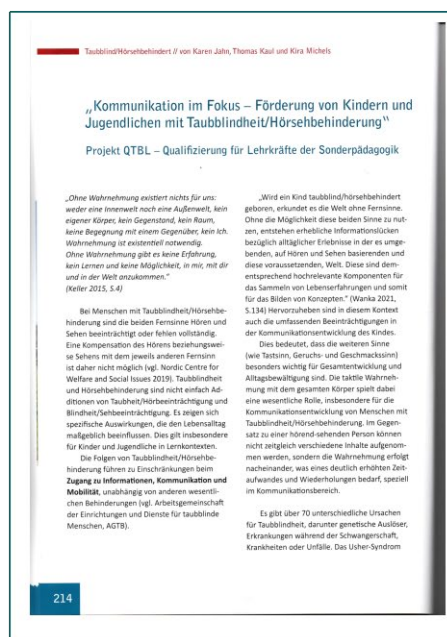 Taubblind/Hörsehbehindert // von Karen Jahn, Thomas Kaul und Kira Michels
„Kommunikation im Fokus – Förderung von Kindern und
Jugendlichen mit Taubblindheit/Hörsehbehinderung“
Projekt QTBL – Qualifizierung für Lehrkräfte der Sonderpädagogik
„Ohne Wahrnehmung existiert nichts für uns:
weder eine Innenwelt noch eine Außenwelt, kein
eigener Körper, kein Gegenstand, kein Raum,
keine Begegnung mit einem Gegenüber, kein Ich.
Wahrnehmung ist existentiell notwendig.
Ohne Wahrnehmung gibt es keine Erfahrung,
kein Lernen und keine Möglichkeit, in mir, mit dir
und in der Welt anzukommen.“
(Keller 2015, S.4)
Bei Menschen mit Taubblindheit/Hörsehbe-
hinderung sind die beiden Fernsinne Hören und
Sehen beeinträchtigt oder fehlen vollständig.
Eine Kompensation des Hörens beziehungswei-
se Sehens mit dem jeweils anderen Fernsinn
ist daher nicht möglich (vgl. Nordic Centre for
Welfare and Social Issues 2019). Taubblindheit
und Hörsehbehinderung sind nicht einfach Ad-
ditionen von Taubheit/Hörbeeinträchtigung und
Blindheit/Sehbeeinträchtigung. Es zeigen sich
spezifische Auswirkungen, die den Lebensalltag
maßgeblich beeinflussen. Dies gilt insbesondere
für Kinder und Jugendliche in Lernkontexten.
Die Folgen von Taubheit/Hörsehbe-
hinderung führen zu Einschränkungen beim
Zugang zu Informationen, Kommunikation und
Mobilität, unabhängig von anderen wesentli-
chen Behinderungen (vgl. Arbeitsgemeinschaft
der Einrichtungen und Dienste für taubblinde
Menschen, AGTB).
„Wird ein Kind taubblind/hörsehbehindert
geboren, erkundet es die Welt ohne Fernsinne.
Ohne die Möglichkeit diese beiden Sinne zu nut-
zen, entstehen erhebliche Informationslücken
bezüglich alltäglicher Erlebnisse in der es umge-
benden, auf Hören und Sehen basierenden und
diese voraussetzenden, Welt. Diese sind dem-
entsprechend hochrelevante Komponenten für
das Sammeln von Lebenserfahrungen und somit
für das Bilden von Konzepten.“ (Wanka 2021,
S.134) Hervorzuheben sind in diesem Kontext
auch die umfassenden Beeinträchtigungen in
der Kommunikationsentwicklung des Kindes.
Dies bedeutet, dass die weiteren Sinne
(wie Tastsinn, Geruchs- und Geschmackssinn)
besonders wichtig für Gesamtentwicklung und
Alltagsbewältigung sind. Die taktile Wahrneh-
mung mit dem gesamten Körper spielt dabei
eine wesentliche Rolle, insbesondere für die
Kommunikationsentwicklung von Menschen mit
Taubblindheit/Hörsehbehinderung. Im Gegen-
satz zu einer hörend-sehenden Person können
nicht zeitgleich verschiedene Inhalte aufgenom-
men werden, sondern die Wahrnehmung erfolgt
nacheinander, was eines deutlich erhöhten Zeit-
aufwandes und Wiederholungen bedarf, speziell
im Kommunikationsbereich.
Es gibt über 70 unterschiedliche Ursachen
für Taubblindheit, darunter genetische Auslöser,
Erkrankungen während der Schwangerschaft,
Krankheiten oder Unfälle. Das Usher-Syndrom
214